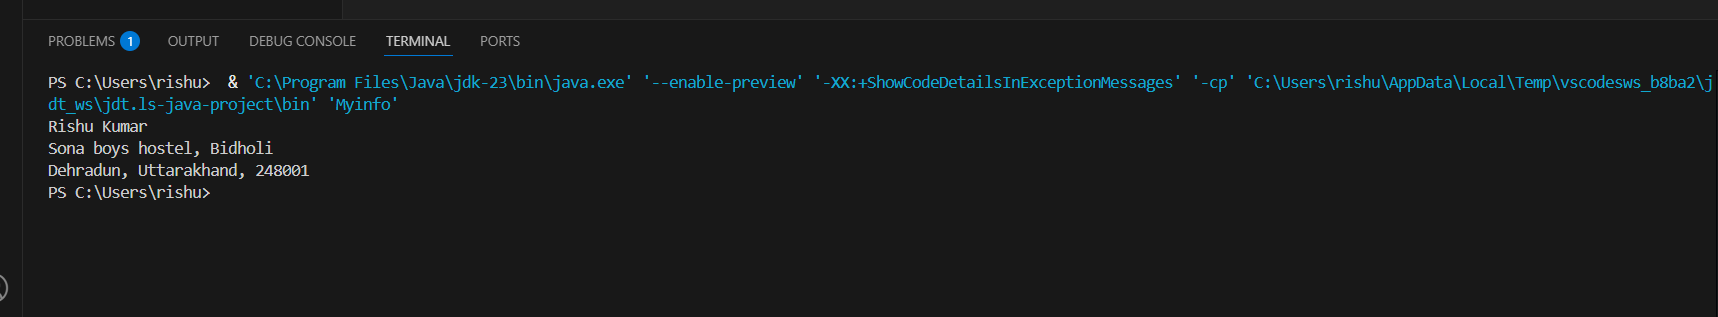 PROBLEMS 1 OUTPUT DEBUG CONSOLE TERMINAL PORTS
PS C:\Users\rishu>  & 'C:\Program Files\Java\jdk-23\bin\java.exe' '--enable-preview' '-XX:+ShowCodeDetailsInExceptionMessages' '-cp' 'C:\Users\rishu\AppData\Local\Temp\vscodesws_b8ba2\j
dt_ws\jdt.ls-java-project\bin' 'Myinfo'
Rishu Kumar
Sona boys hostel, Bidholi
Dehradun, Uttarakhand, 248001
PS C:\Users\rishu>